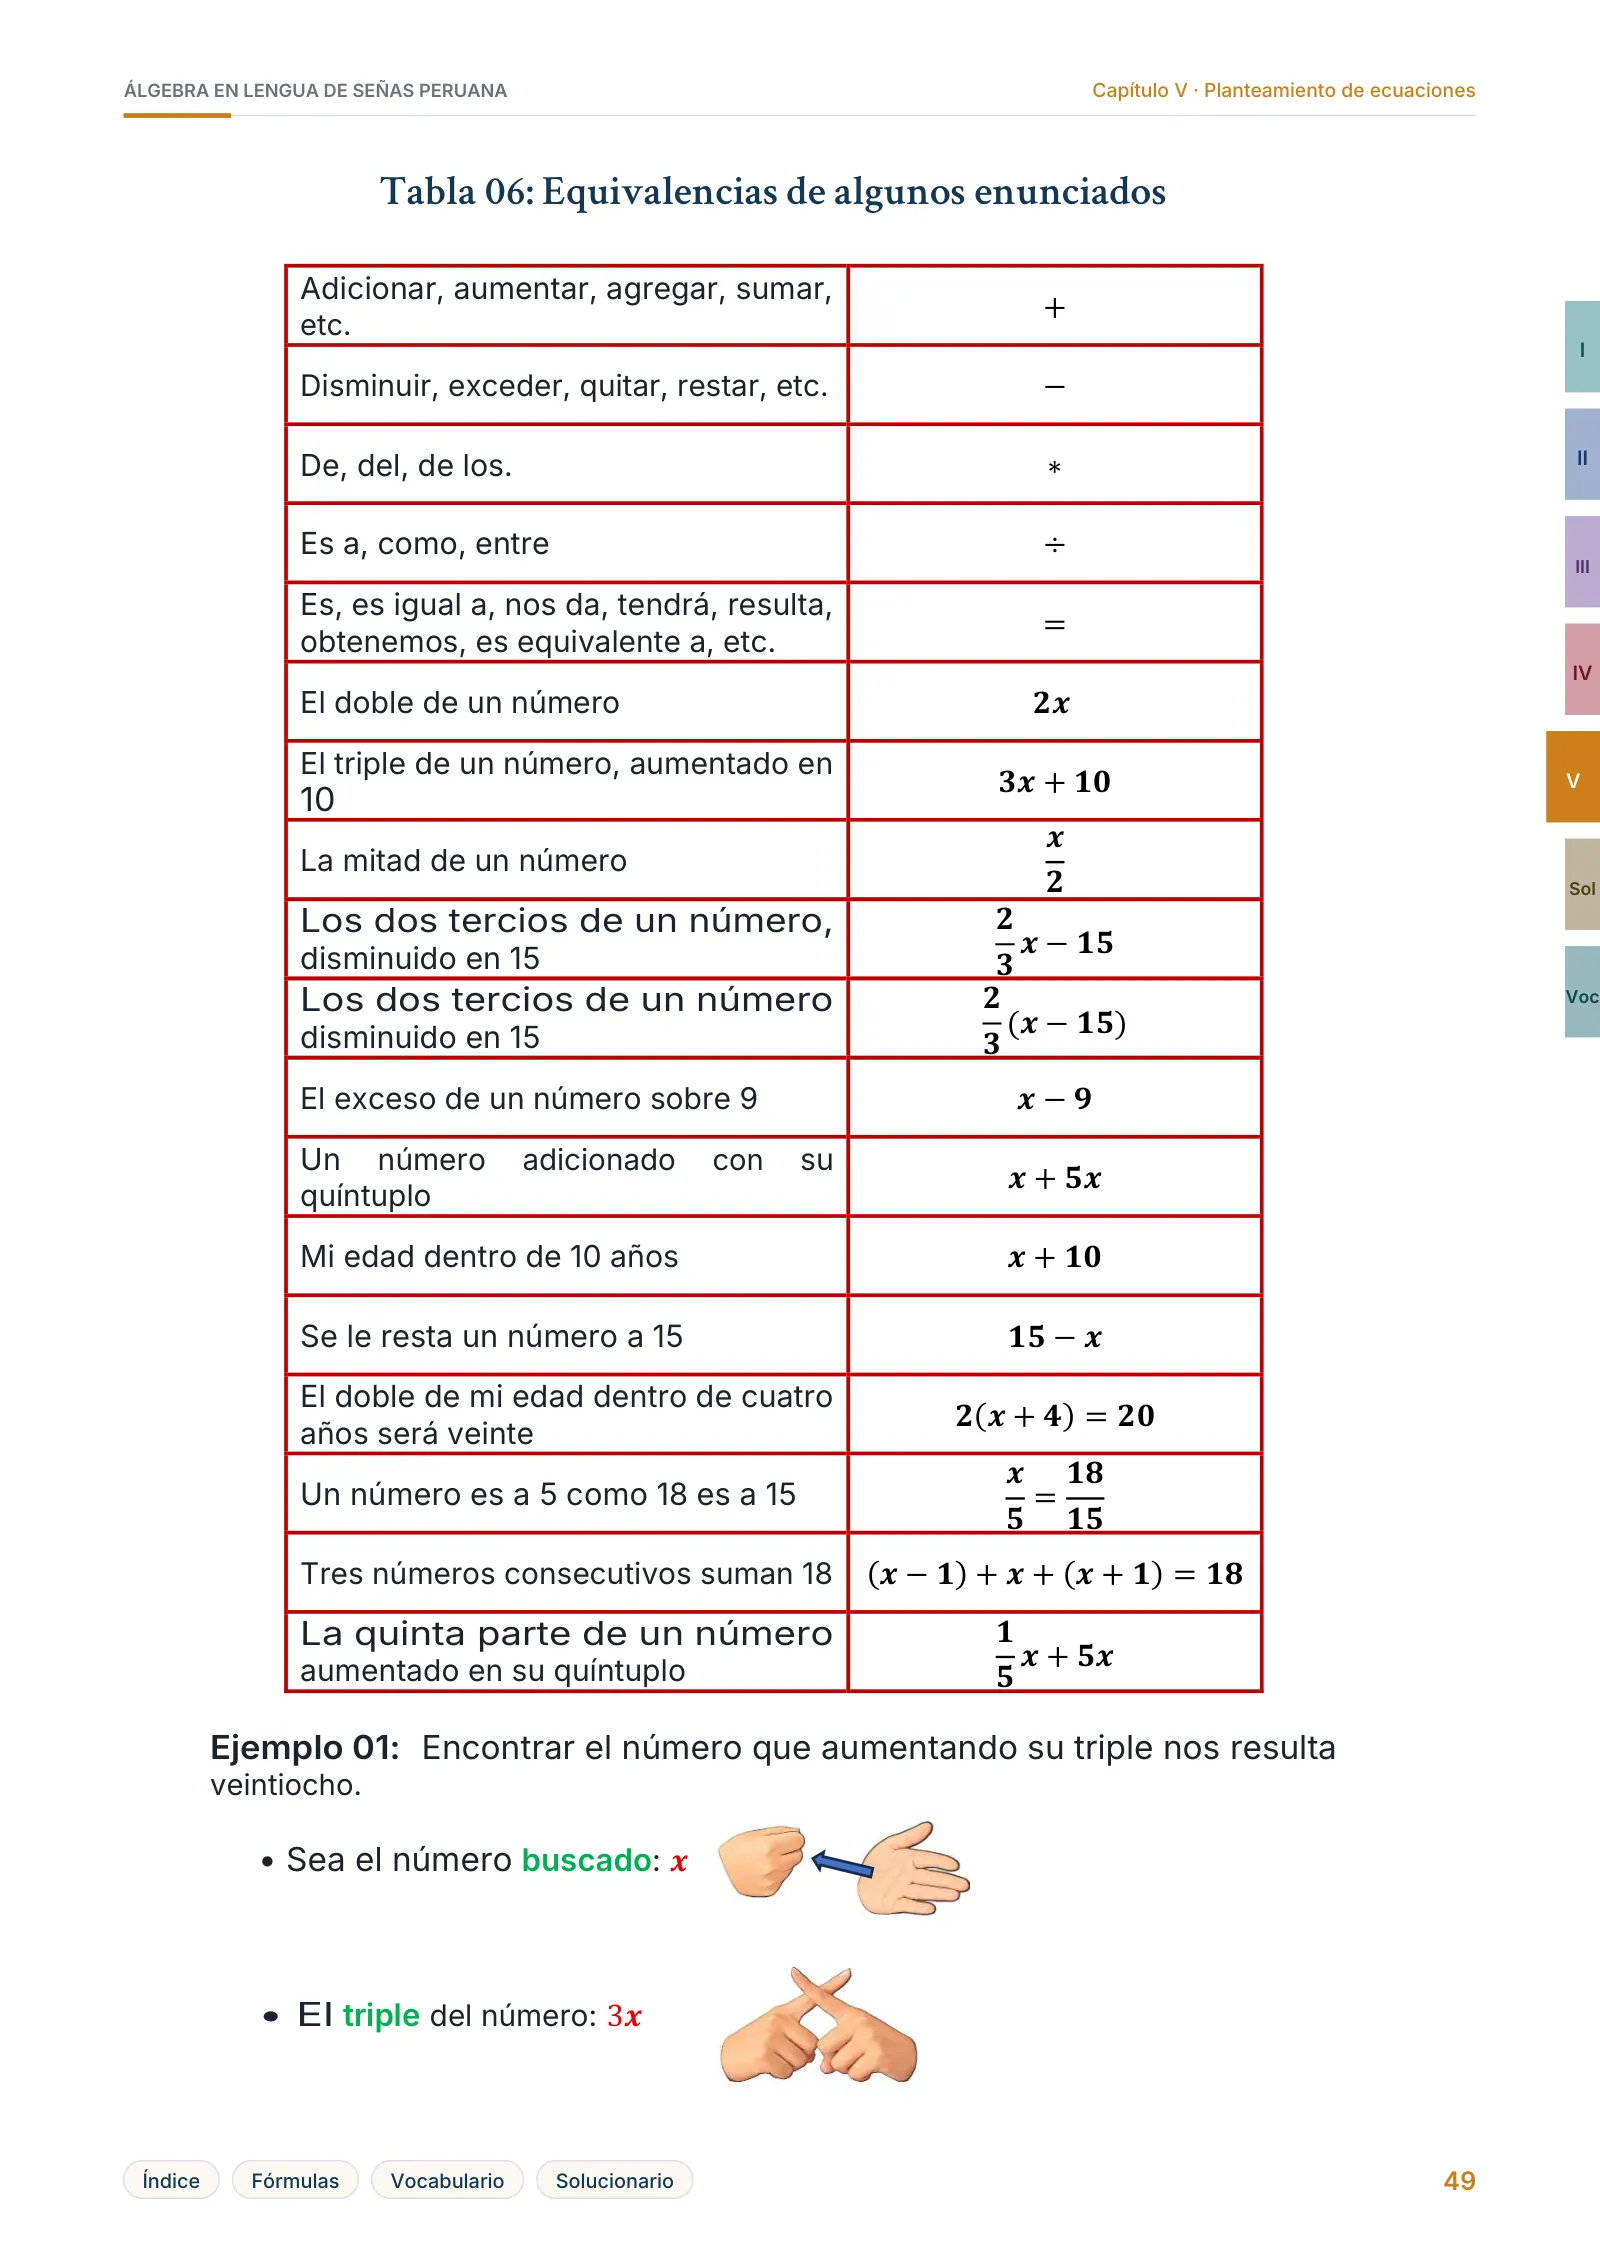 ÁLGEBRA EN LENGUA DE SEÑAS PERUANA
Capítulo V · Planteamiento de ecuaciones
Tabla 06: Equivalencias de algunos enunciados
Adicionar, aumentar, agregar, sumar,
etc.
+
Disminuir, exceder, quitar, restar, etc.
−
De, del, de los.
*
Es a, como, entre
÷
Es, es igual a, nos da, tendrá, resulta,
obtenemos, es equivalente a, etc.
=
El doble de un número
2x
El triple de un número, aumentado en
10
3x + 10
La mitad de un número
x/2
Los dos tercios de un número,
disminuido en 15
2/3 x − 15
Los dos tercios de un número
disminuido en 15
2/3 (x − 15)
El exceso de un número sobre 9
x − 9
Un número adicionado con su
quíntuplo
x + 5x
Mi edad dentro de 10 años
x + 10
Se le resta un número a 15
15 − x
El doble de mi edad dentro de cuatro
años será veinte
2(x + 4) = 20
Un número es a 5 como 18 es a 15
x/5 = 18/15
Tres números consecutivos suman 18
(x − 1) + x + (x + 1) = 18
La quinta parte de un número
aumentado en su quíntuplo
1/5 x + 5x
Ejemplo 01: Encontrar el número que aumentando su triple nos resulta
veintiocho.
• Sea el número buscado: x
• El triple del número: 3x
I
II
III
IV
V
Sol
Voc
Índice
Fórmulas
Vocabulario
Solucionario
49